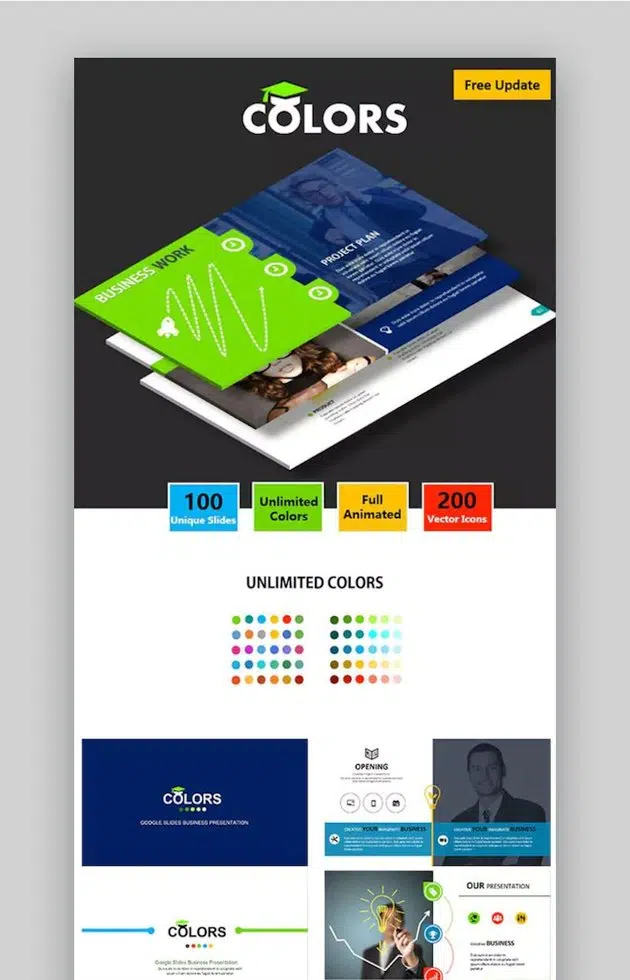 Free Update
COLORS
BUSINESS WORK
PROJECT PLAN
PRODUCT
100
Unique Slides
Unlimited
Colors
Full
Animated
200
Vector Icons
UNLIMITED COLORS
COLORS
GOOGLE SLIDES BUSINESS PRESENTATION
OPENING
CREATIVE YOUR IMAGINATE BUSINESS
CREATIVE YOUR IMAGINATE BUSINESS
COLORS
Google Slides Business Presentation
OUR PRESENTATION
Creative BUSINESS